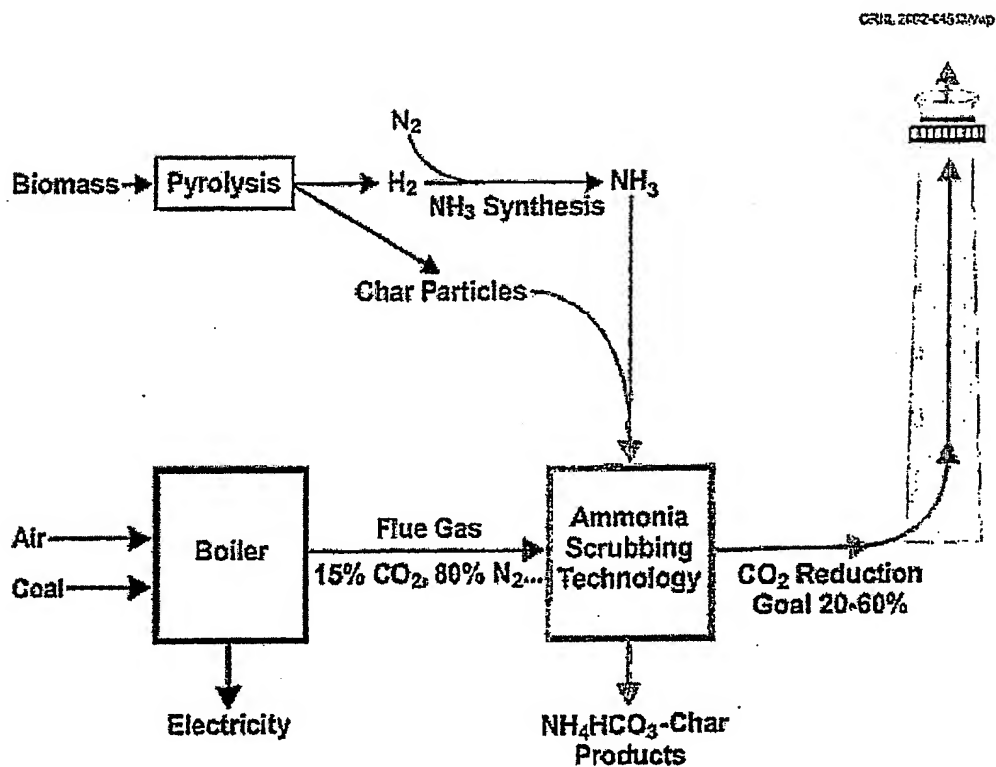 N₂
Biomass
Pyrolysis
H₂
NH₃
NH₃ Synthesis
Char Particles
Air
Coal
Boiler
Flue Gas
15% CO₂, 80% N₂...
Ammonia
Scrubbing
Technology
CO₂ Reduction
Goal 20-60%
Electricity
NH₄HCO₃-Char
Products